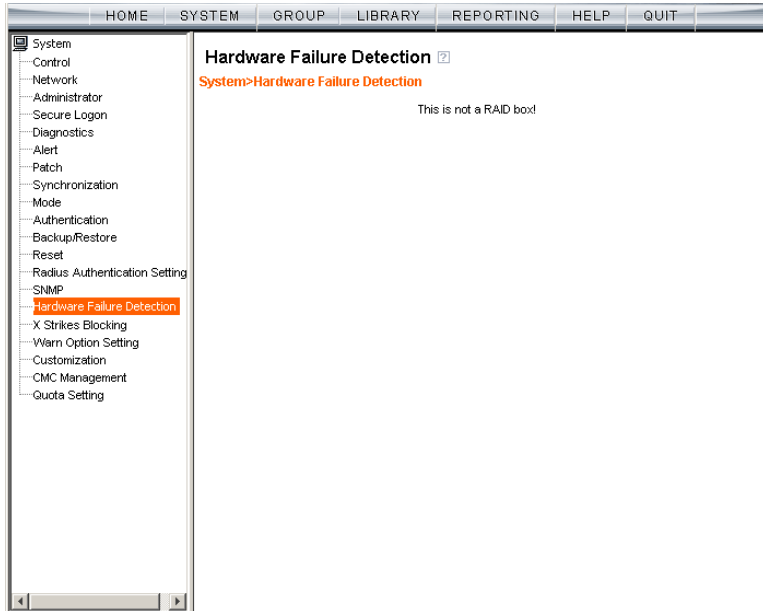 HOME SYSTEM GROUP LIBRARY REPORTING HELP QUIT
System
Control
Network
Administrator
Secure Logon
Diagnostics
Alert
Patch
Synchronization
Mode
Authentication
Backup/Restore
Reset
Radius Authentication Setting
SNMP
Hardware Failure Detection
X Strikes Blocking
Warn Option Setting
Customization
CMC Management
Quota Setting
Hardware Failure Detection ?
System>Hardware Failure Detection
This is not a RAID box!